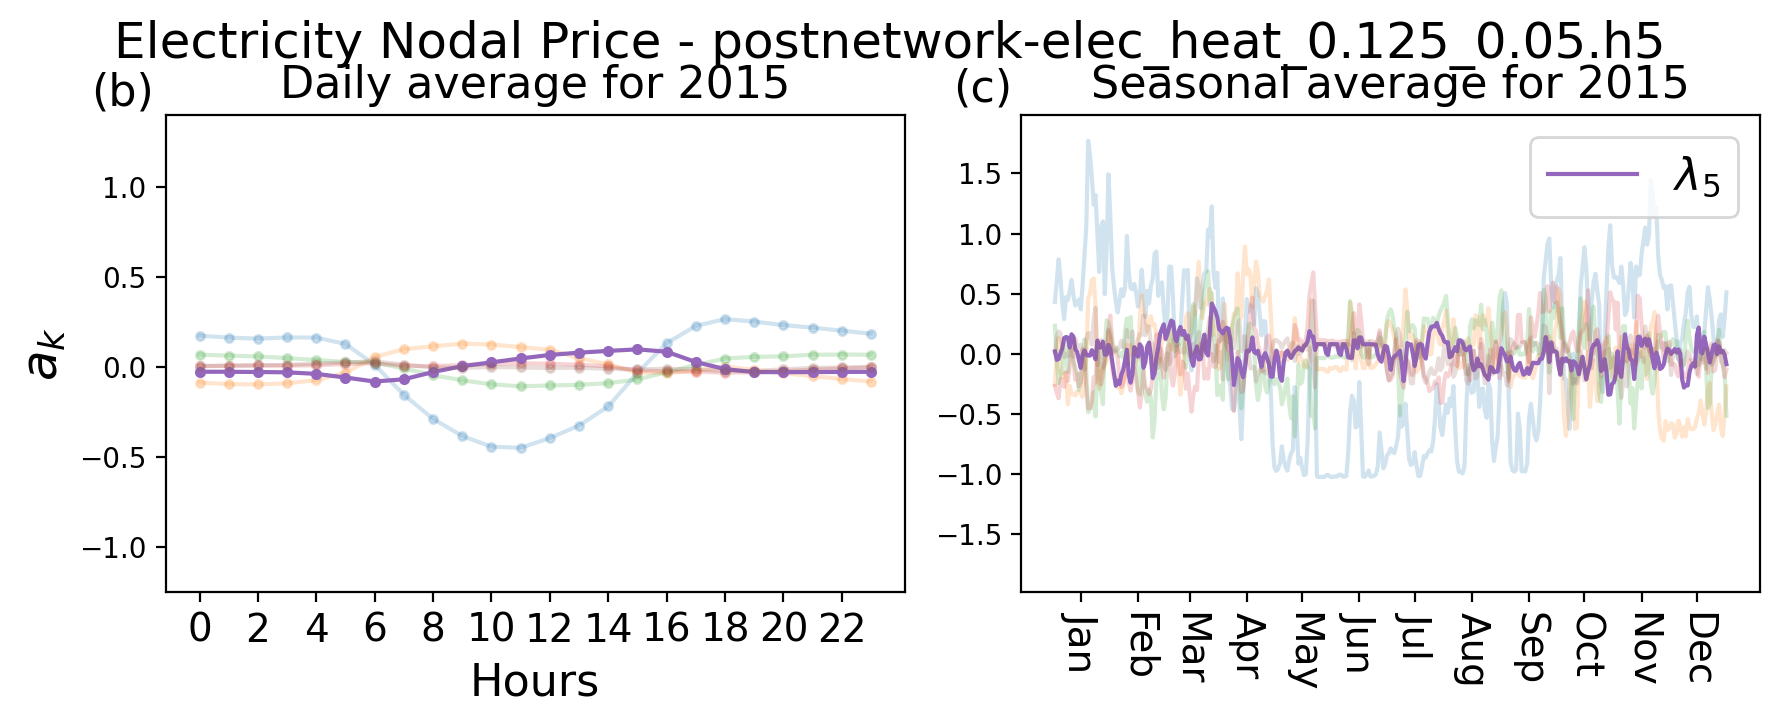 Electricity Nodal Price - postnetwork-elec_heat_0.125_0.05.h5
(b) Daily average for 2015
(c) Seasonal average for 2015
a_k
1.0
0.5
0.0
−0.5
−1.0
0 2 4 6 8 10 12 14 16 18 20 22
Hours
1.5
1.0
0.5
0.0
−0.5
−1.0
−1.5
λ_5
Jan Feb Mar Apr May Jun Jul Aug Sep Oct Nov Dec